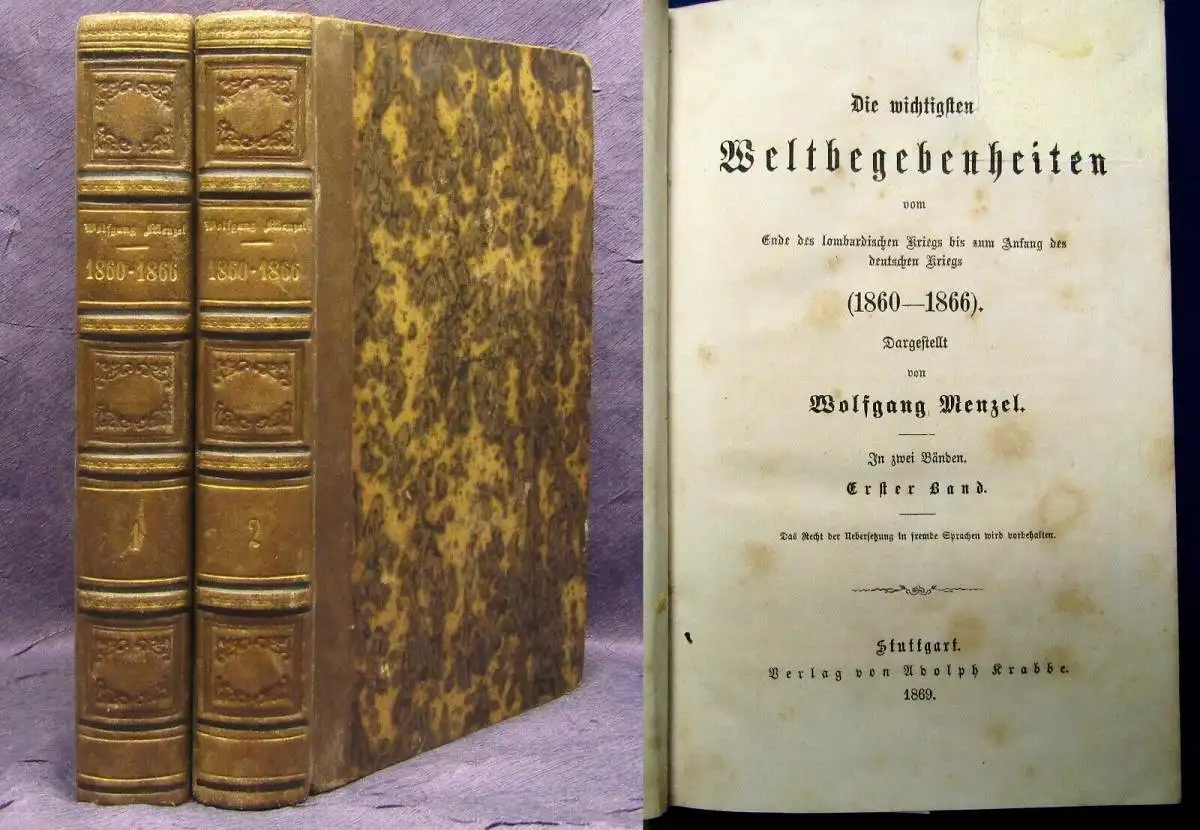 Wolfgang Menzel
1860-1866
1
Wolfgang Menzel
1860-1866
2
Die wichtigsten
Weltbegebenheiten
vom
Ende des lombardischen Kriegs bis zum Anfang des
deutschen Kriegs
(1860—1866).
Dargestellt
von
Wolfgang Menzel.
In zwei Bänden.
Erster Band.
Das Recht der Uebersetzung in fremde Sprachen wird vorbehalten.
Stuttgart.
Verlag von Adolph Krabbe.
1869.